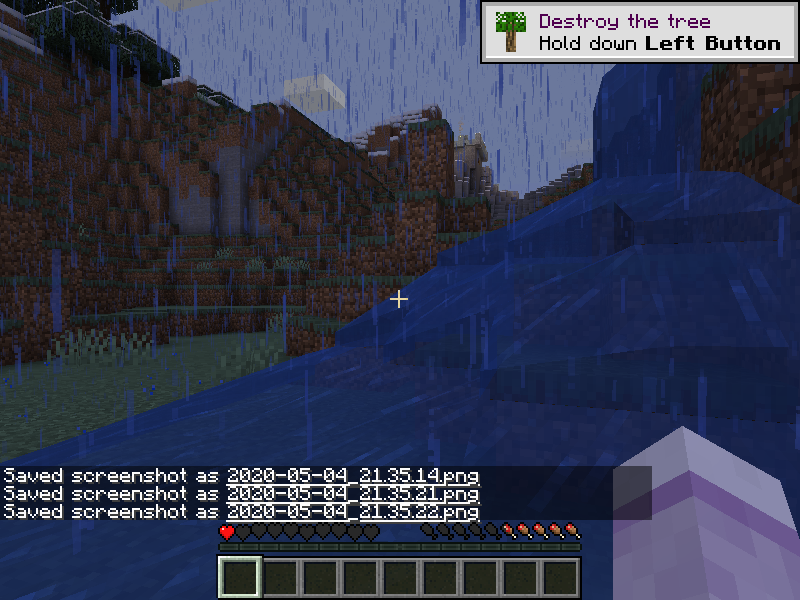 Destroy the tree
Hold down Left Button
Saved screenshot as 2020-05-04_21.35.14.png
Saved screenshot as 2020-05-04_21.35.21.png
Saved screenshot as 2020-05-04_21.35.22.png